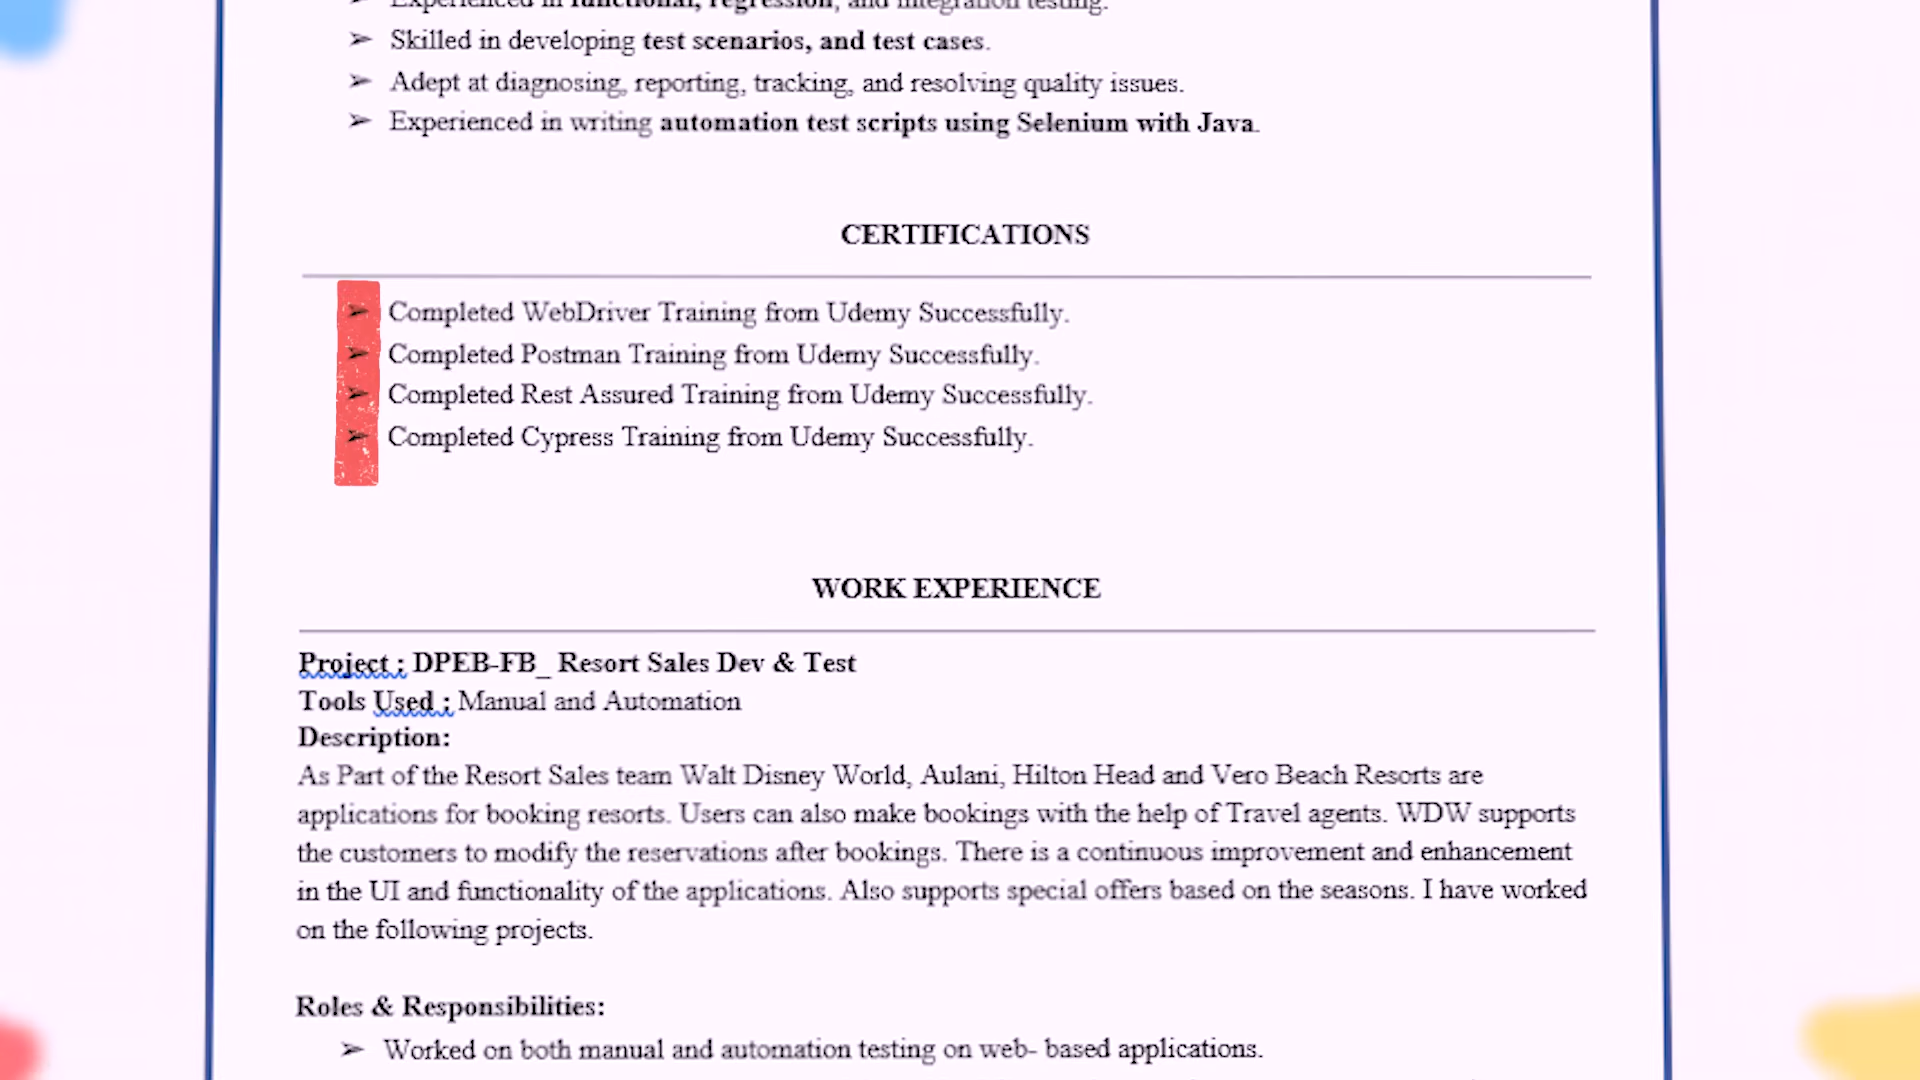 Experienced in functional, regression, and integration testing.
➢ Skilled in developing test scenarios, and test cases.
➢ Adept at diagnosing, reporting, tracking, and resolving quality issues.
➢ Experienced in writing automation test scripts using Selenium with Java.
CERTIFICATIONS
➢ Completed WebDriver Training from Udemy Successfully.
➢ Completed Postman Training from Udemy Successfully.
➢ Completed Rest Assured Training from Udemy Successfully.
➢ Completed Cypress Training from Udemy Successfully.
WORK EXPERIENCE
Project : DPEB-FB_ Resort Sales Dev & Test
Tools Used : Manual and Automation
Description:
As Part of the Resort Sales team Walt Disney World, Aulani, Hilton Head and Vero Beach Resorts are
applications for booking resorts. Users can also make bookings with the help of Travel agents. WDW supports
the customers to modify the reservations after bookings. There is a continuous improvement and enhancement
in the UI and functionality of the applications. Also supports special offers based on the seasons. I have worked
on the following projects.
Roles & Responsibilities:
➢ Worked on both manual and automation testing on web- based applications.